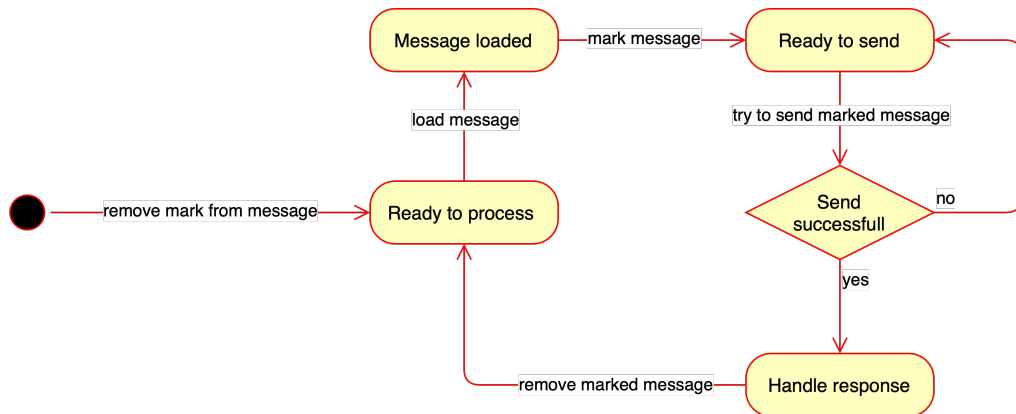 Message loaded
mark message
Ready to send
load message
try to send marked message
remove mark from message
Ready to process
Send
successfull
no
yes
remove marked message
Handle response